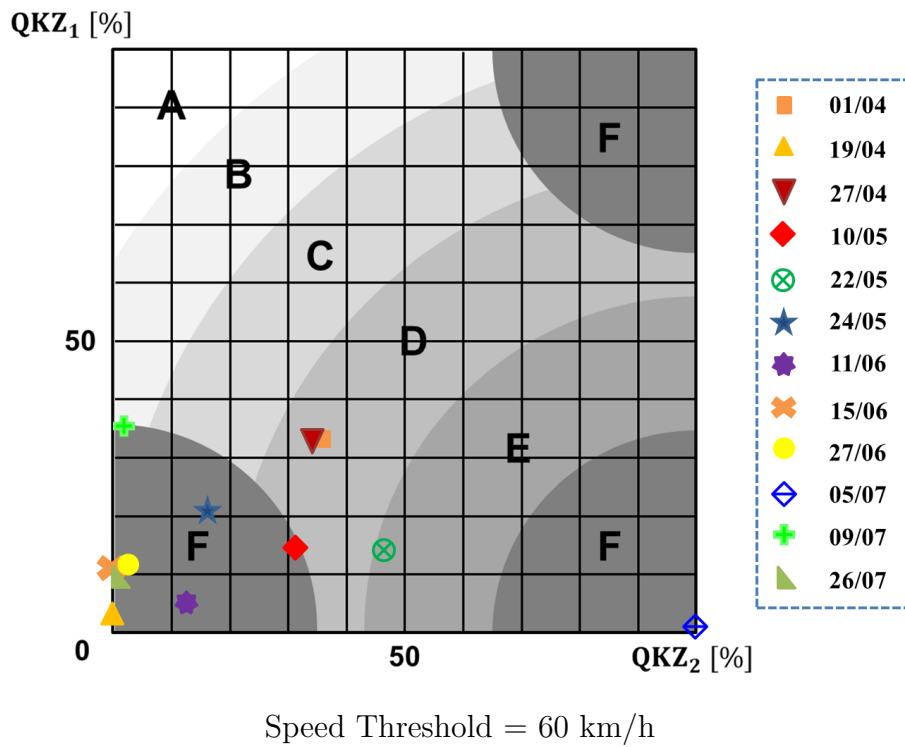 QKZ₁ [%]
A
B
C
D
E
F
F
F
50
0
50
QKZ₂ [%]
01/04
19/04
27/04
10/05
22/05
24/05
11/06
15/06
27/06
05/07
09/07
26/07
Speed Threshold = 60 km/h